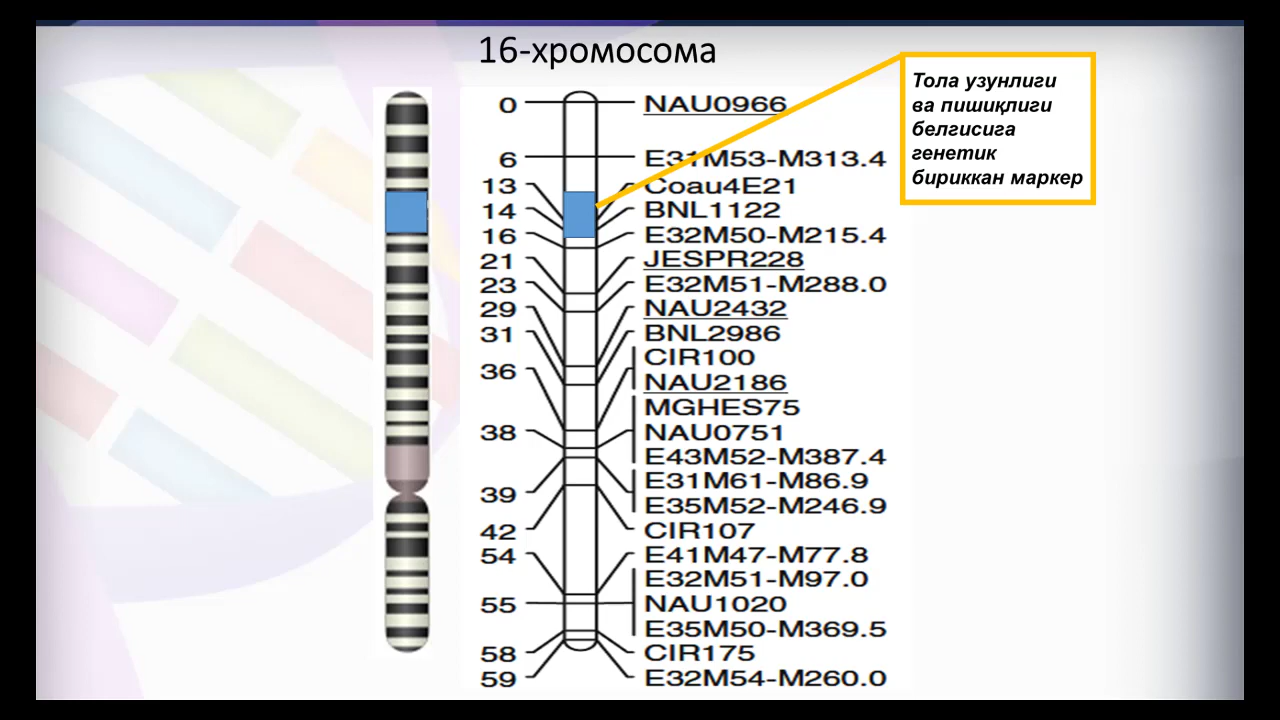 16-хромосома
Тола узунлиги
ва пишиқлиги
белгисига
генетик
бириккан маркер
0 NAU0966
6 E31M53-M313.4
13 Coau4E21
14 BNL1122
16 E32M50-M215.4
21 JESPR228
23 E32M51-M288.0
29 NAU2432
31 BNL2986
CIR100
36 NAU2186
MGHES75
38 NAU0751
E43M52-M387.4
E31M61-M86.9
39 E35M52-M246.9
42 CIR107
54 E41M47-M77.8
E32M51-M97.0
55 NAU1020
E35M50-M369.5
58 CIR175
59 E32M54-M260.0